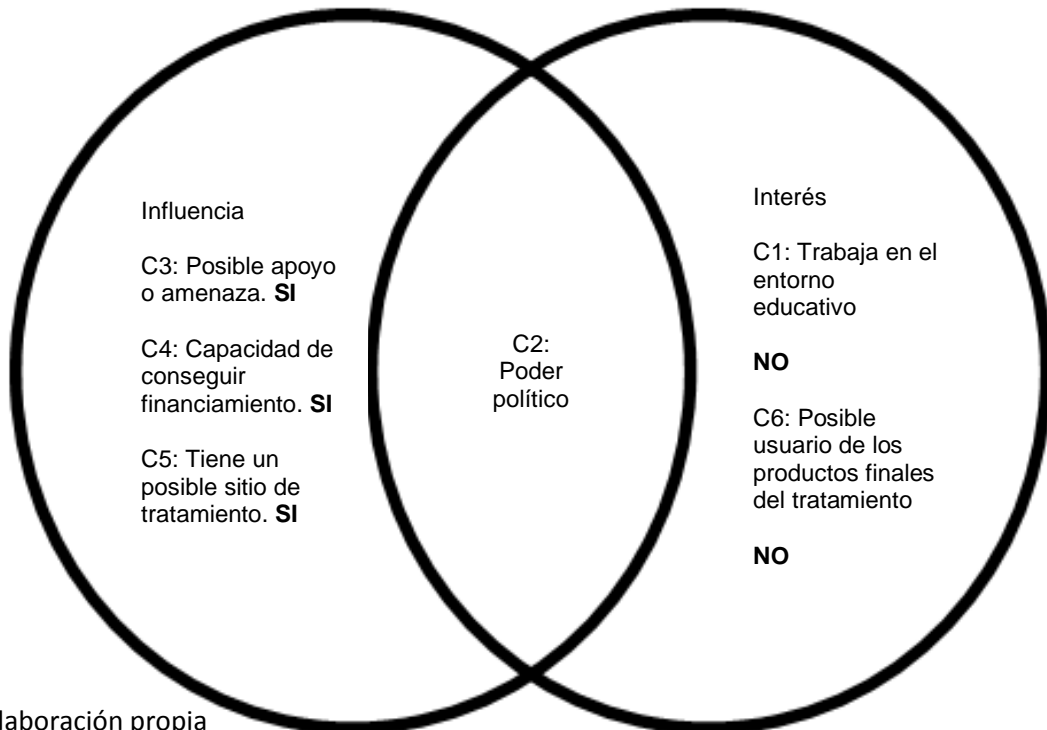 Influencia
C3: Posible apoyo
o amenaza. SI
C4: Capacidad de
conseguir
financiamiento. SI
C5: Tiene un
posible sitio de
tratamiento. SI
C2:
Poder
político
Interés
C1: Trabaja en el
entorno
educativo
NO
C6: Posible
usuario de los
productos finales
del tratamiento
NO
laboración propia